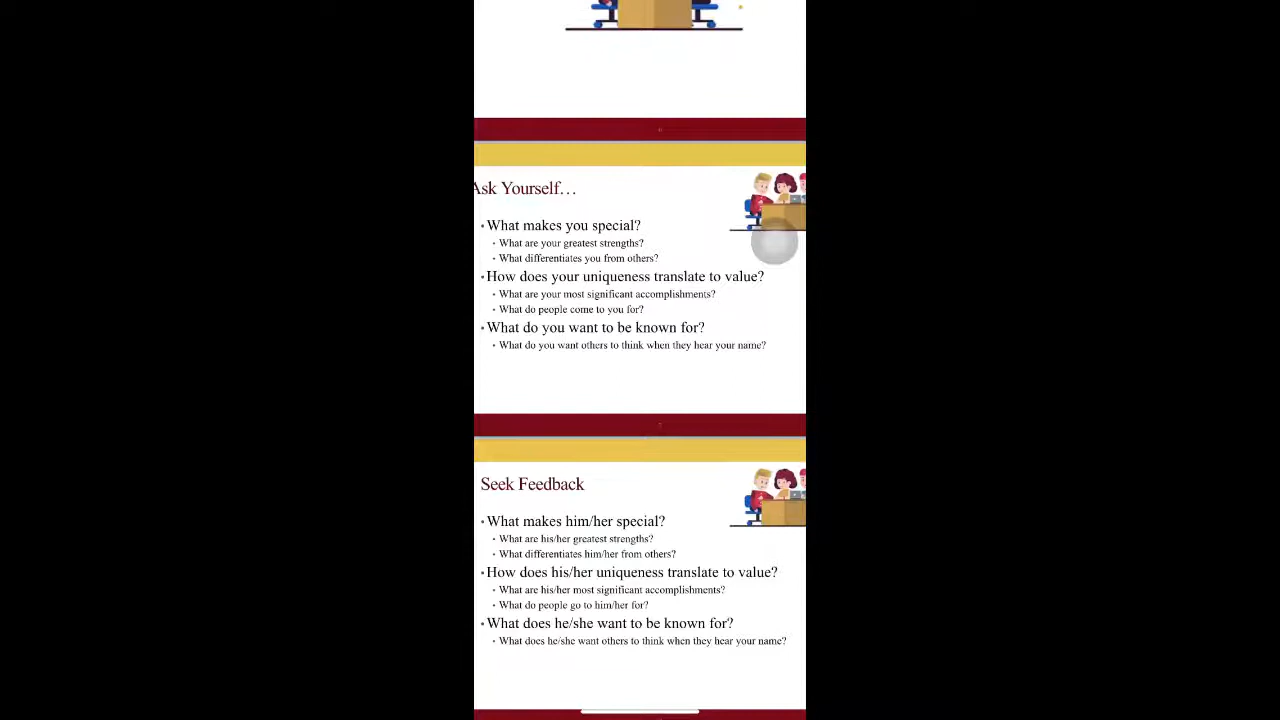 Ask Yourself…
• What makes you special?
• What are your greatest strengths?
• What differentiates you from others?
• How does your uniqueness translate to value?
• What are your most significant accomplishments?
• What do people come to you for?
• What do you want to be known for?
• What do you want others to think when they hear your name?
Seek Feedback
• What makes him/her special?
• What are his/her greatest strengths?
• What differentiates him/her from others?
• How does his/her uniqueness translate to value?
• What are his/her most significant accomplishments?
• What do people go to him/her for?
• What does he/she want to be known for?
• What does he/she want others to think when they hear your name?